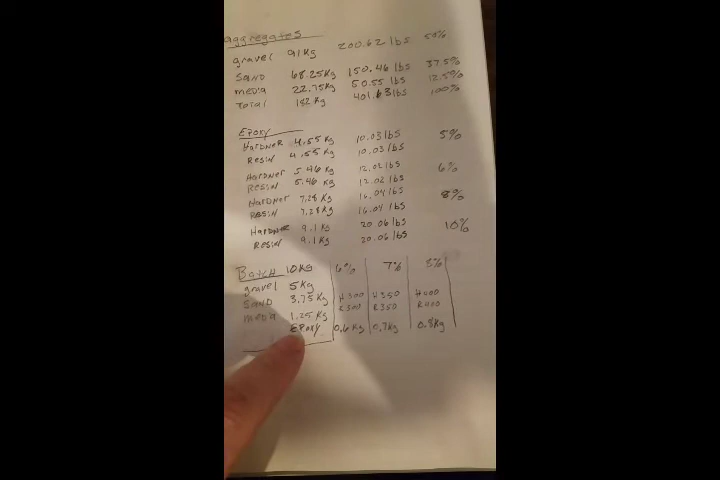 aggregates
gravel 91Kg 200.62 lbs 50%
SAND 68.25Kg 150.46 lbs 37.5%
media 22.75Kg 50.55 lbs 12.5%
Total 182Kg 401.63lbs 100%
EPoxy
HarDNeR 4.55 Kg 10.03 lbs 5%
Resin 4.55 Kg 10.03 lbs
HarDner 5.46 Kg 12.02 lbs 6%
Resin 5.46 Kg 12.02 lbs
HarDner 7.28 Kg 16.04 lbs 8%
Resin 7.28 Kg 16.04 lbs
HarDner 9.1 Kg 20.06 lbs 10%
Resin 9.1 Kg 20.06 lbs
BATCH 10 KG 6% 7% 8%
gravel 5Kg
SAND 3.75 Kg H300 H350 H400
media 1.25 Kg R300 R350 R400
EPoxy 0.6 Kg 0.7Kg 0.8Kg